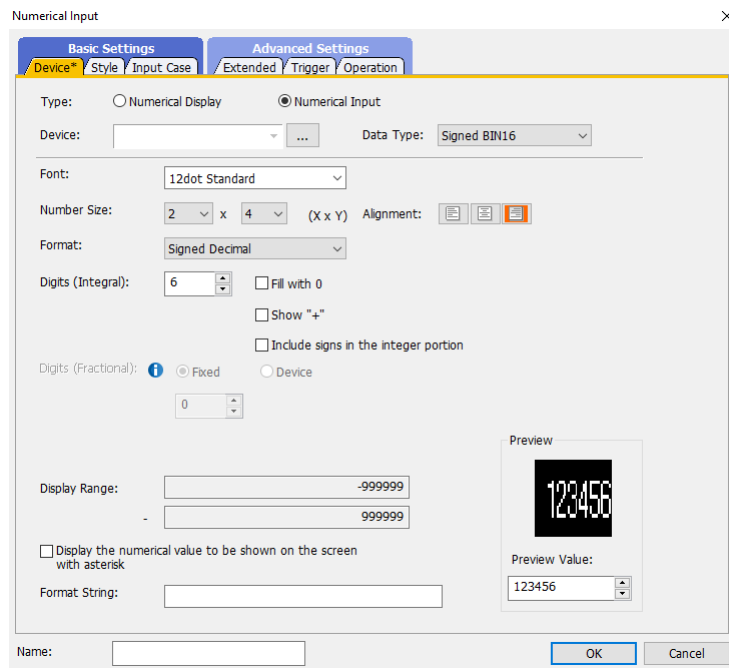 Numerical Input
Basic Settings
Advanced Settings
Device* Style Input Case Extended Trigger Operation
Type: Numerical Display Numerical Input
Device: ... Data Type: Signed BIN16
Font: 12dot Standard
Number Size: 2 x 4 (X x Y) Alignment:
Format: Signed Decimal
Digits (Integral): 6 Fill with 0
Show "+"
Include signs in the integer portion
Digits (Fractional): Fixed Device
0
Preview
123456
Display Range: -999999
- 999999
Display the numerical value to be shown on the screen
with asterisk
Preview Value:
123456
Format String:
Name: OK Cancel